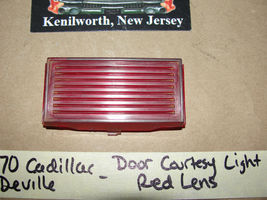 Kenilworth, New Jersey
70 Cadillac - Door Courtesy Light
Deville Red Lens